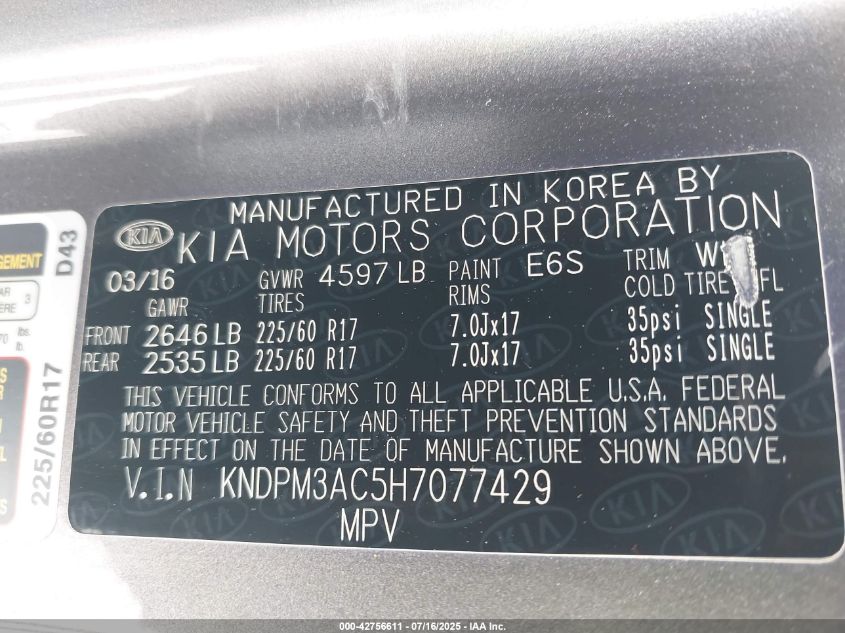 MANUFACTURED IN KOREA BY
KIA KIA MOTORS CORPORATION
03/16 GVWR 4597 LB PAINT E6S TRIM
GAWR TIRES RIMS COLD TIRE
FRONT 2646 LB 225/60 R17 7.0Jx17 35psi SINGLE
REAR 2535 LB 225/60 R17 7.0Jx17 35psi SINGLE
THIS VEHICLE CONFORMS TO ALL APPLICABLE U.S.A. FEDERAL
MOTOR VEHICLE SAFETY AND THEFT PREVENTION STANDARDS
IN EFFECT ON THE DATE OF MANUFACTURE SHOWN ABOVE.
V.I.N KNDPM3AC5H7077429
MPV
D43
225/60R17
3
lbs.
000-42756611 - 07/16/2025 - IAA Inc.